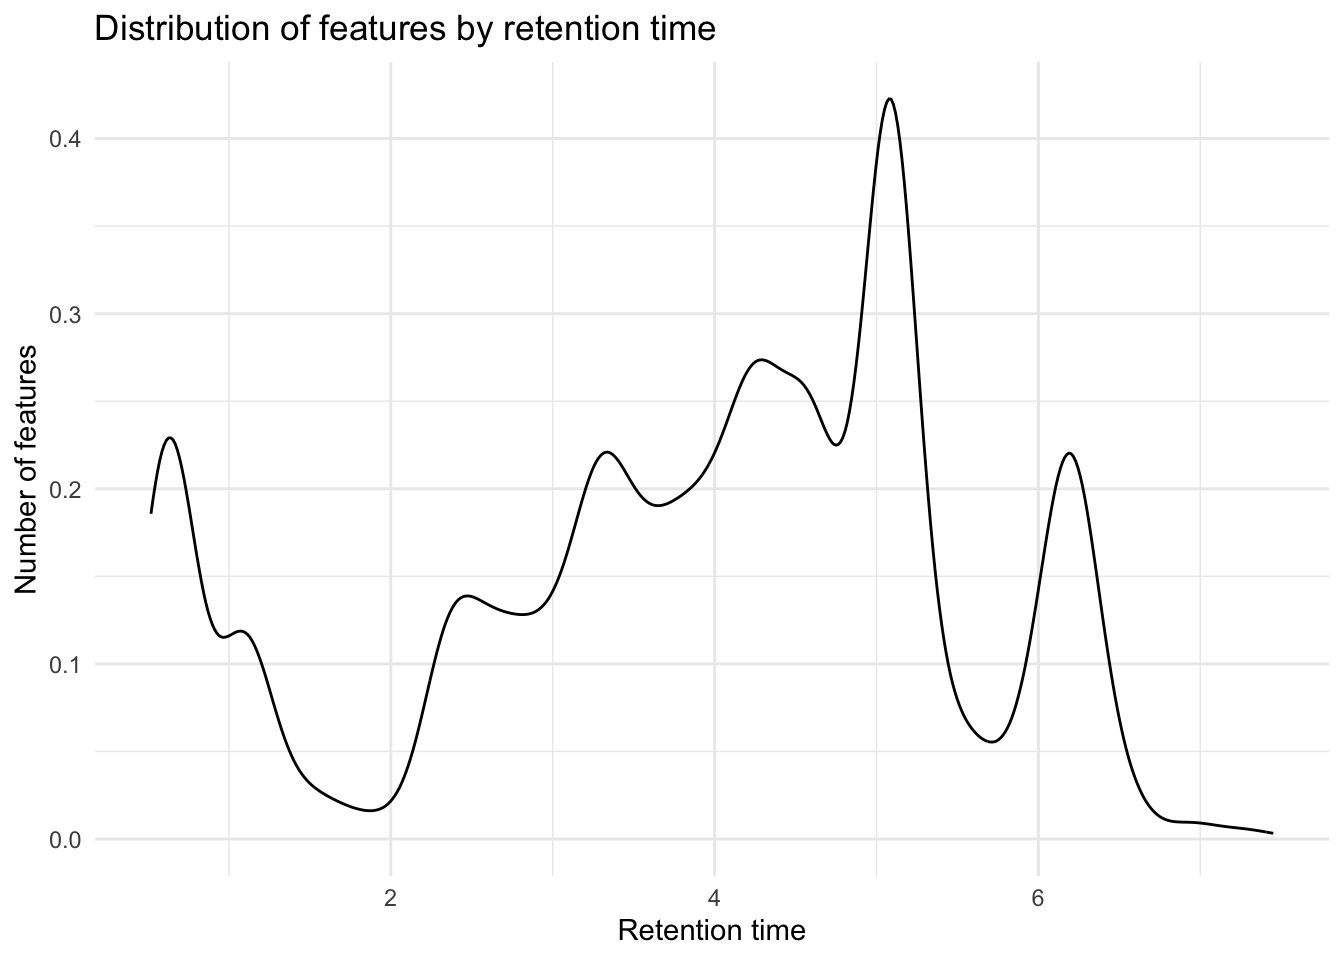 Distribution of features by retention time
Number of features
0.4
0.3
0.2
0.1
0.0
2 4 6
Retention time